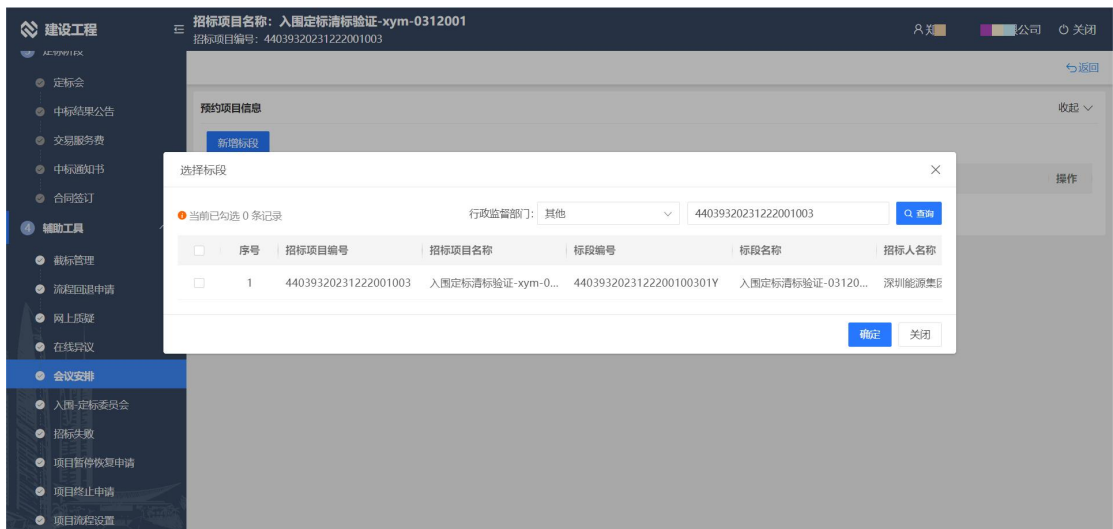 建设工程
招标项目名称：入围定标清标验证-xym-0312001
招标项目编号：44039320231222001003
郑
公司
关闭
定标阶段
返回
定标会
中标结果公告
交易服务费
中标通知书
合同签订
辅助工具
截标管理
流程回退申请
网上质疑
在线异议
会议安排
入围-定标委员会
招标失败
项目暂停恢复申请
项目终止申请
项目流程设置
预约项目信息
收起
新增标段
操作
选择标段
当前已勾选 0 条记录
行政监督部门： 其他 44039320231222001003 查询
序号 招标项目编号 招标项目名称 标段编号 标段名称 招标人名称
1 44039320231222001003 入围定标清标验证-xym-0... 4403932023122200100301Y 入围定标清标验证-03120... 深圳能源集团
确定 关闭